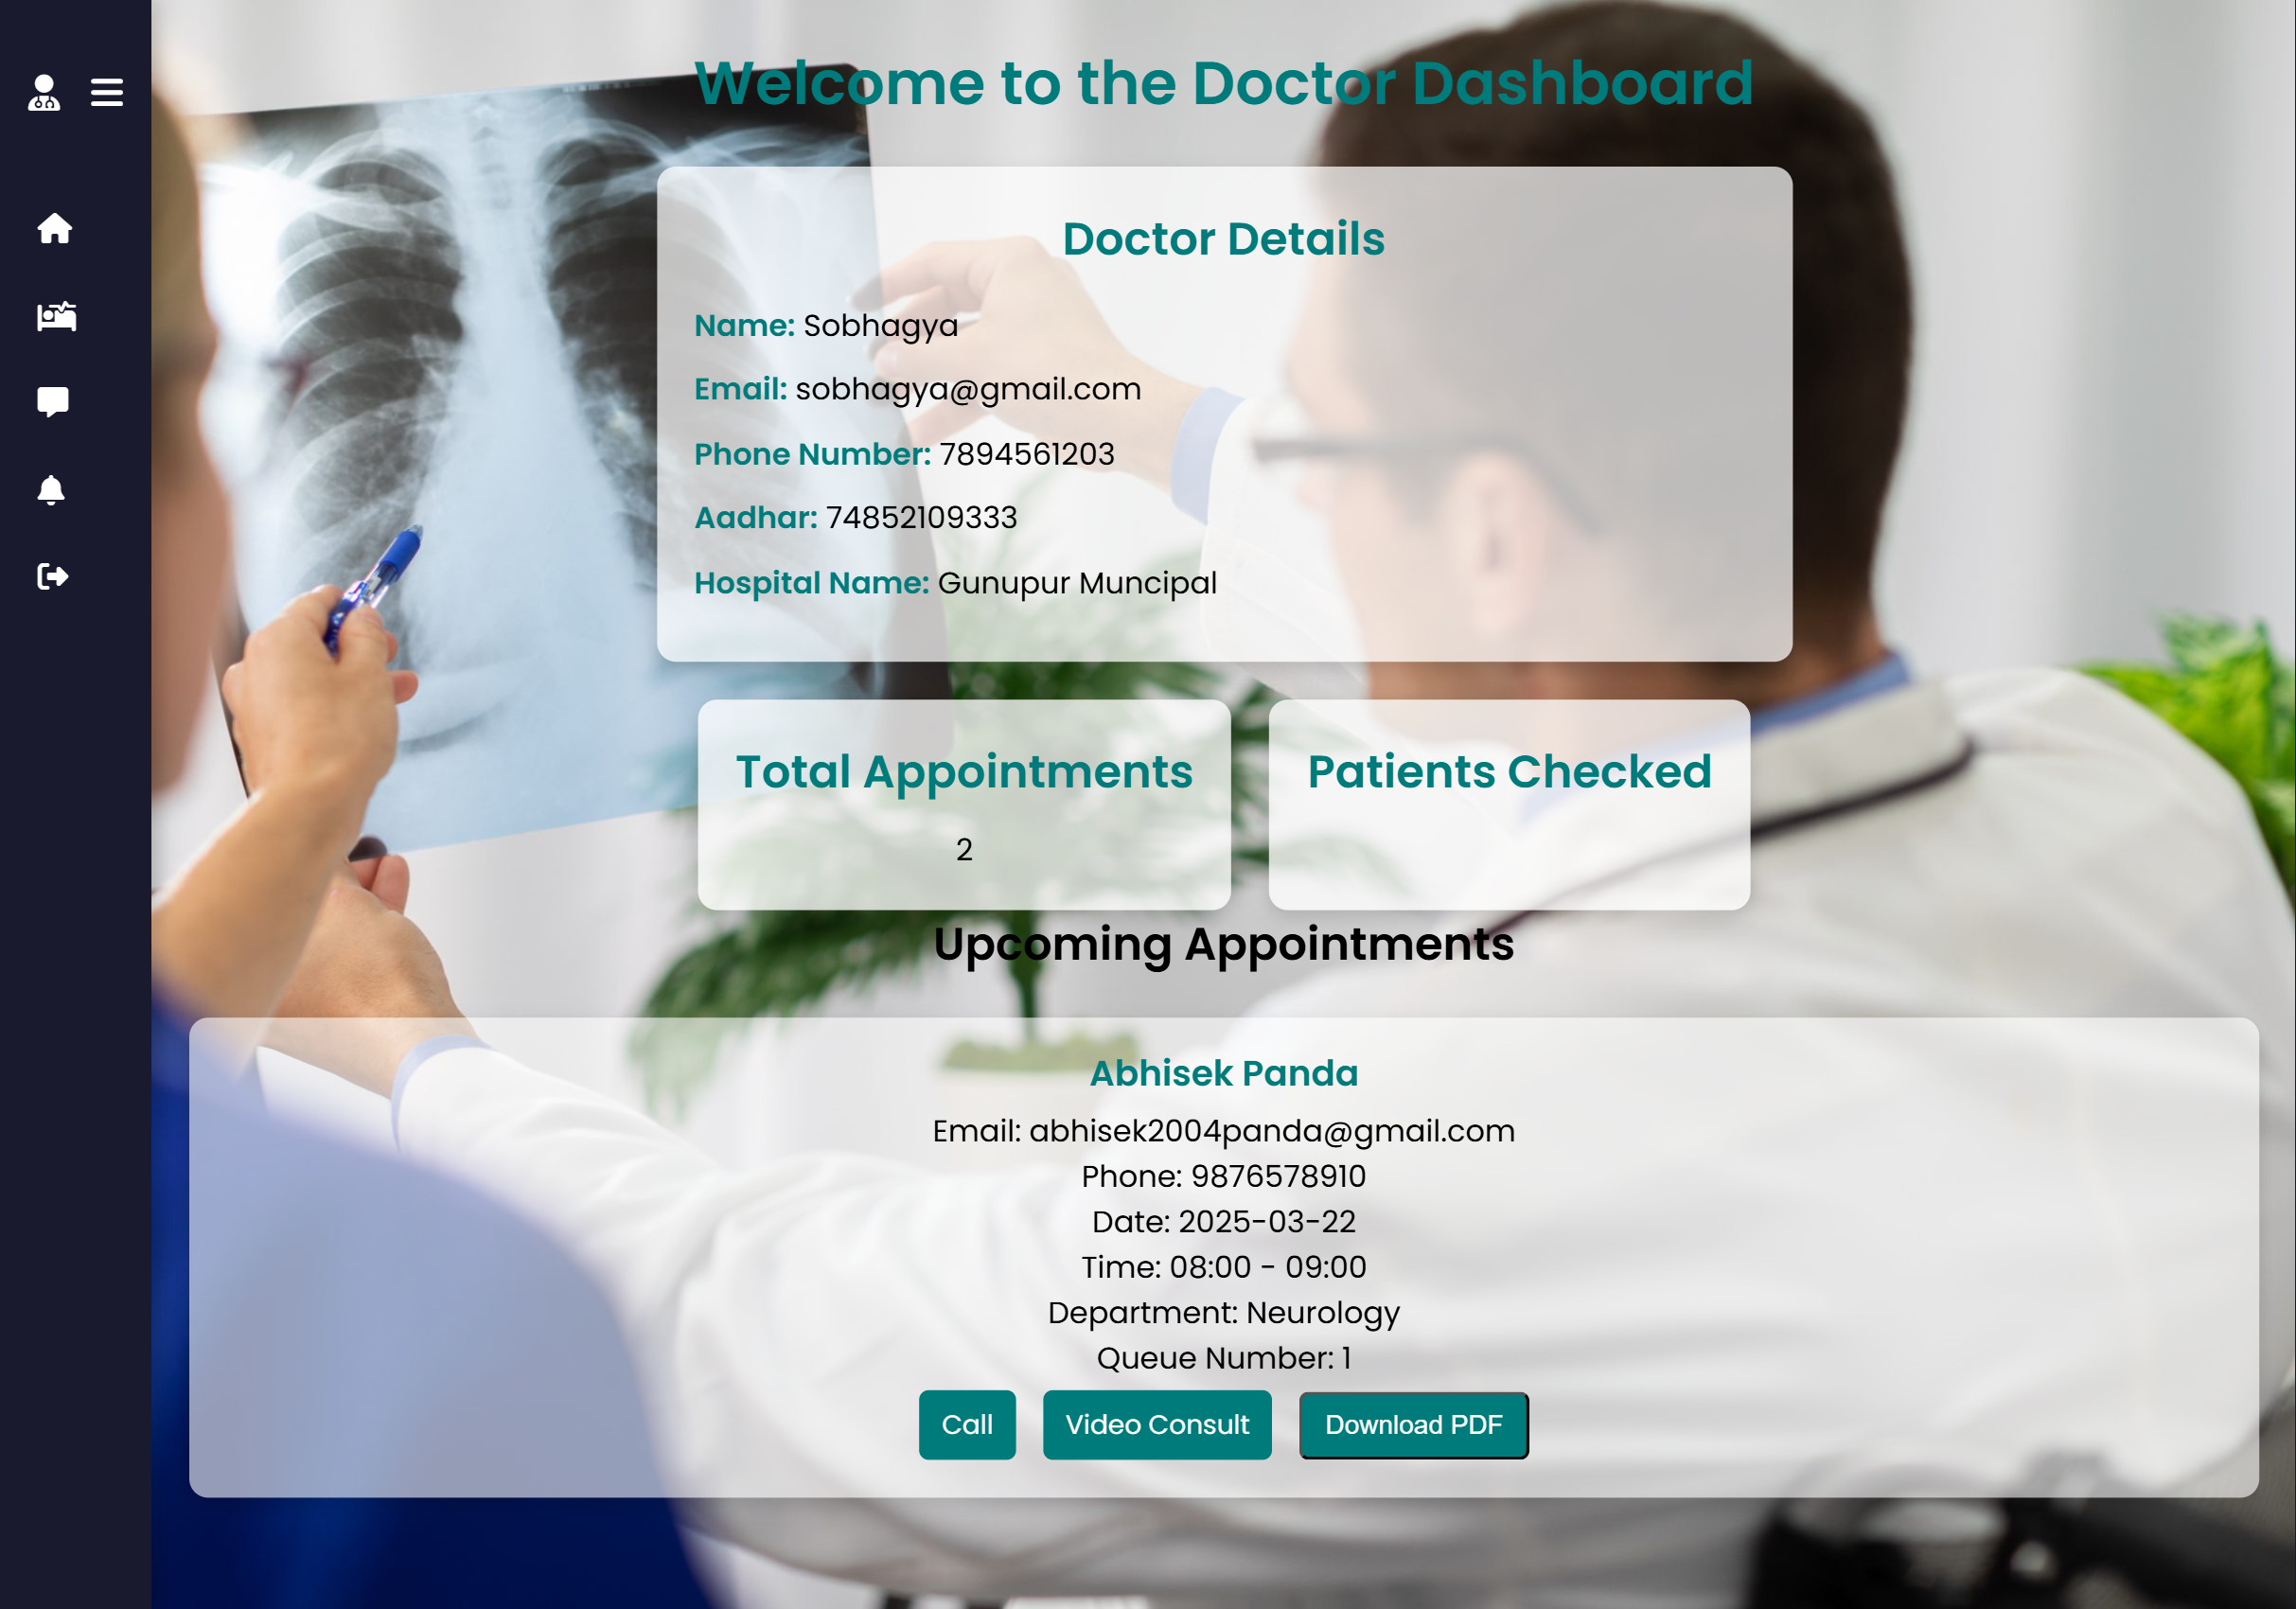 Welcome to the Doctor Dashboard
Doctor Details
Name: Sobhagya
Email: sobhagya@gmail.com
Phone Number: 7894561203
Aadhar: 74852109333
Hospital Name: Gunupur Muncipal
Total Appointments
2
Patients Checked
Upcoming Appointments
Abhisek Panda
Email: abhisek2004panda@gmail.com
Phone: 9876578910
Date: 2025-03-22
Time: 08:00 - 09:00
Department: Neurology
Queue Number: 1
Call Video Consult Download PDF